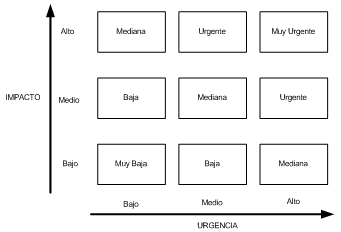 Alto Mediana Urgente Muy Urgente
IMPACTO Medio Baja Mediana Urgente
Bajo Muy Baja Baja Mediana
Bajo Medio Alto
URGENCIA